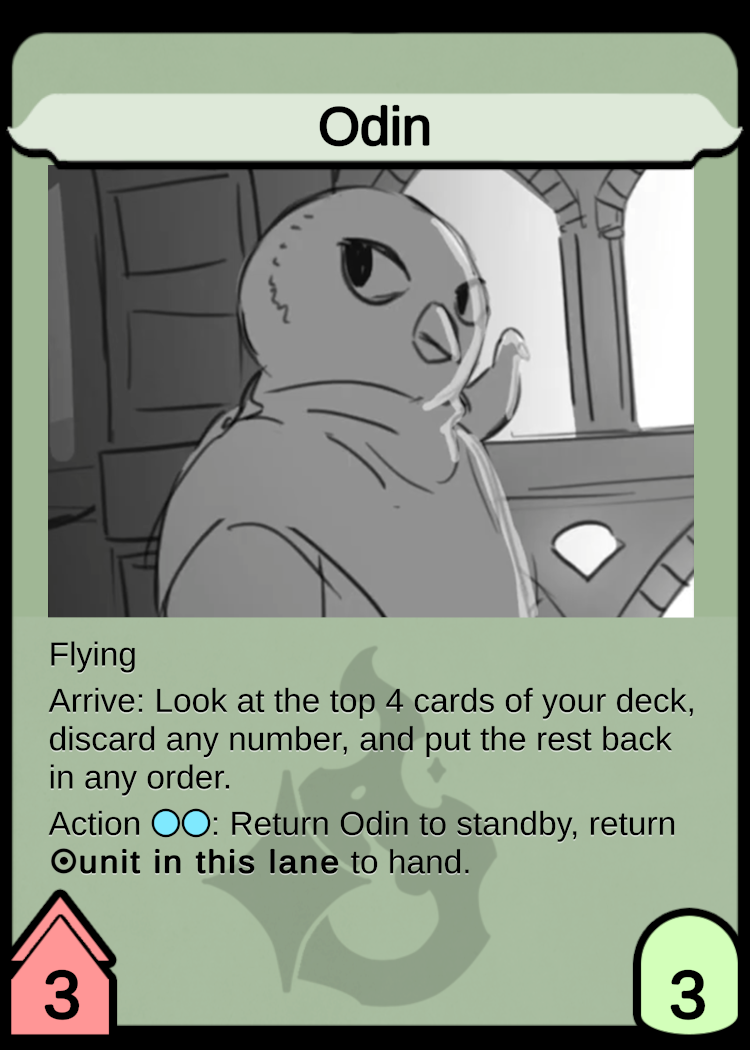 Odin
Flying
Arrive: Look at the top 4 cards of your deck,
discard any number, and put the rest back
in any order.
Action : Return Odin to standby, return
unit in this lane to hand.
3
3